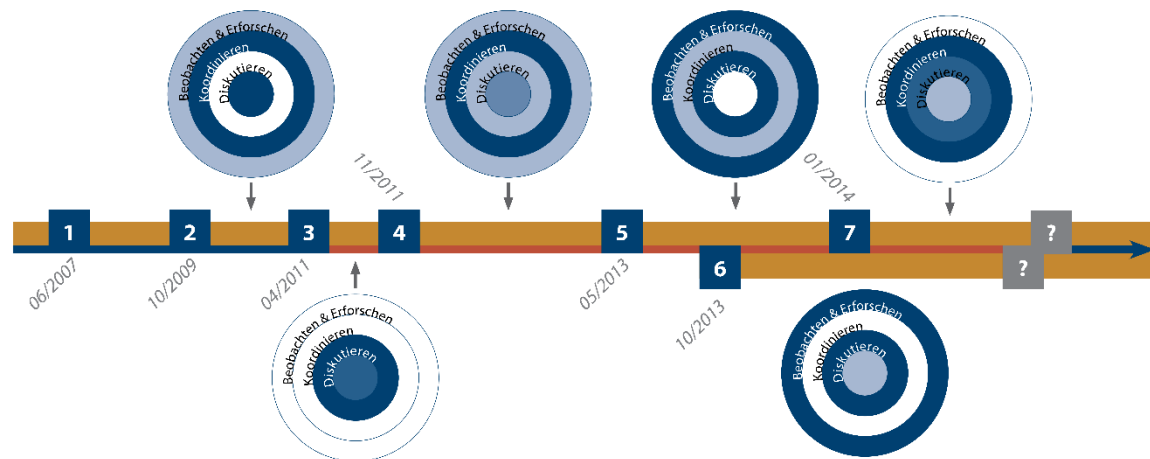 Beobachten & Erforschen
Koordinieren
Diskutieren
Beobachten & Erforschen
Koordinieren
Diskutieren
Beobachten & Erforschen
Koordinieren
Diskutieren
Beobachten & Erforschen
Koordinieren
Diskutieren
11/2011
01/2014
1
2
3
4
5
7
?
6
?
06/2007
10/2009
04/2011
05/2013
10/2013
Beobachten & Erforschen
Koordinieren
Diskutieren
Beobachten & Erforschen
Koordinieren
Diskutieren